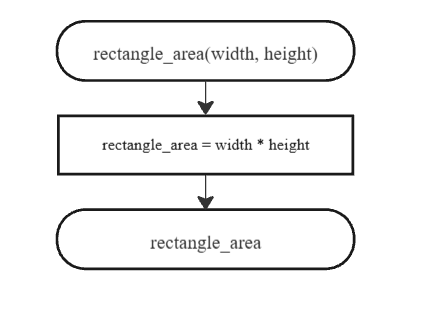 rectangle_area(width, height)
rectangle_area = width * height
rectangle_area